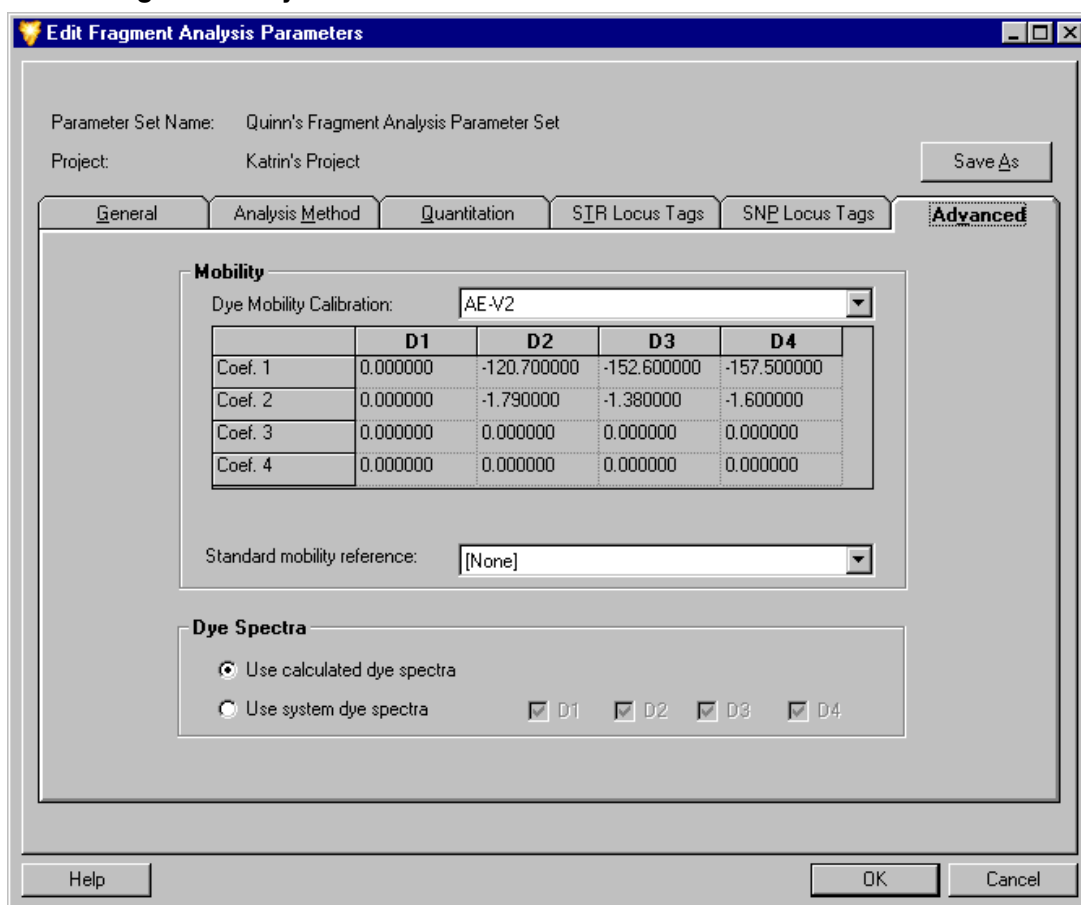 Edit Fragment Analysis Parameters
Parameter Set Name: Quinn's Fragment Analysis Parameter Set
Project: Katrin's Project
Save As
General Analysis Method Quantitation STR Locus Tags SNP Locus Tags Advanced
Mobility
Dye Mobility Calibration: AE-V2
D1 D2 D3 D4
Coef. 1 0.000000 -120.700000 -152.600000 -157.500000
Coef. 2 0.000000 -1.790000 -1.380000 -1.600000
Coef. 3 0.000000 0.000000 0.000000 0.000000
Coef. 4 0.000000 0.000000 0.000000 0.000000
Standard mobility reference: [None]
Dye Spectra
Use calculated dye spectra
Use system dye spectra D1 D2 D3 D4
Help OK Cancel